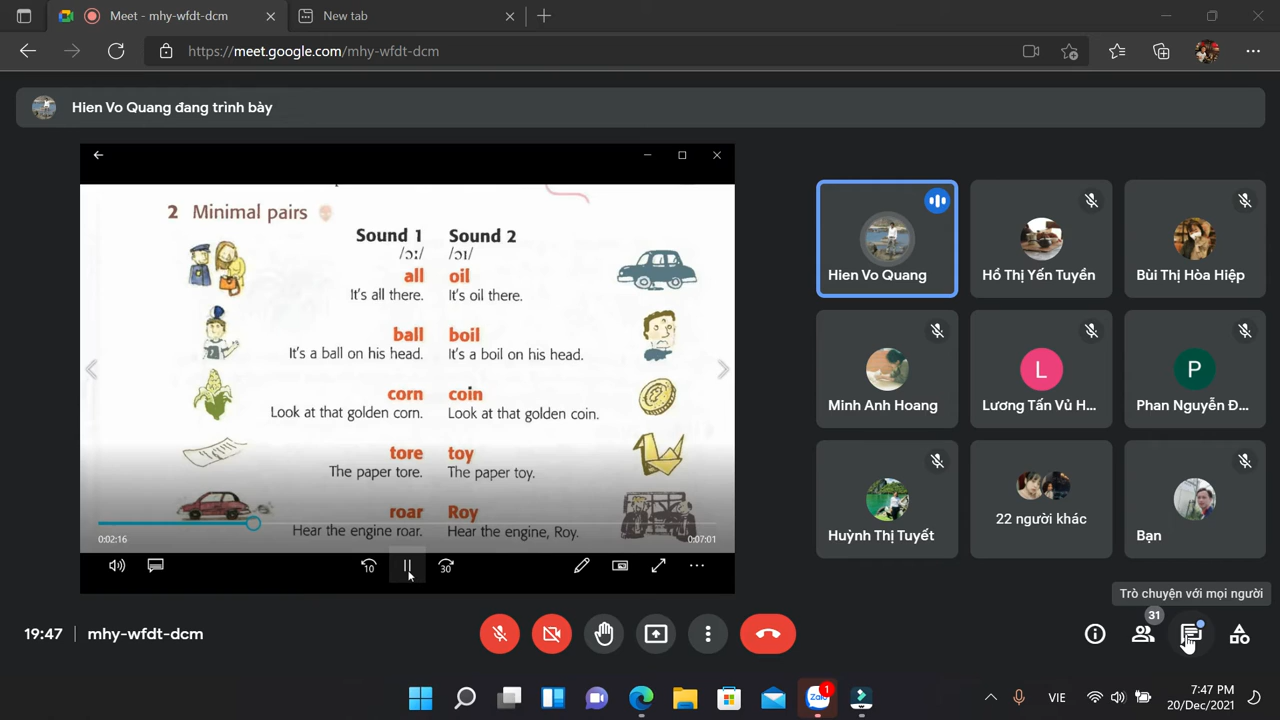 Meet - mhy-wfdt-dcm
New tab
https://meet.google.com/mhy-wfdt-dcm
Hien Vo Quang đang trình bày
2 Minimal pairs
Sound 1 Sound 2
/ɔː/ /ɔɪ/
all oil
It's all there. It's oil there.
ball boil
It's a ball on his head. It's a boil on his head.
corn coin
Look at that golden corn. Look at that golden coin.
tore toy
The paper tore. The paper toy.
roar Roy
Hear the engine roar. Hear the engine, Roy.
0:02:16 0:07:01
10 30
Hien Vo Quang
Hồ Thị Yến Tuyền
Bùi Thị Hòa Hiệp
Minh Anh Hoang
L
Lương Tấn Vủ H...
P
Phan Nguyễn Đ...
Huỳnh Thị Tuyết
22 người khác
Bạn
Trò chuyện với mọi người
19:47 mhy-wfdt-dcm
31
Zalo
1
VIE
7:47 PM
20/Dec/2021